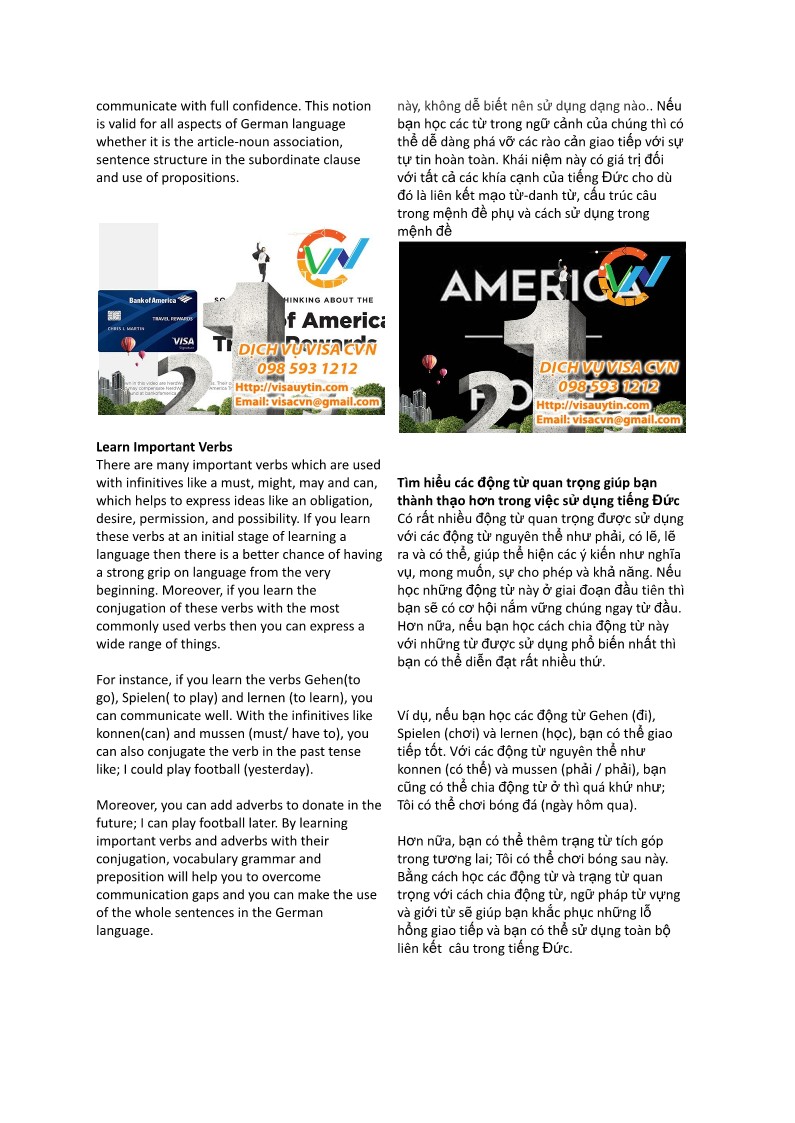 communicate with full confidence. This notion
is valid for all aspects of German language
whether it is the article-noun association,
sentence structure in the subordinate clause
and use of propositions.
BankofAmerica
TRAVEL REWARDS
CHRIS L MARTIN
VISA
Signature
HINKING ABOUT THE
of America
DICH VỤ VISA CVN
098 593 1212
Http://visauytin.com
Email: visacvn@gmail.com
Learn Important Verbs
There are many important verbs which are used
with infinitives like a must, might, may and can,
which helps to express ideas like an obligation,
desire, permission, and possibility. If you learn
these verbs at an initial stage of learning a
language then there is a better chance of having
a strong grip on language from the very
beginning. Moreover, if you learn the
conjugation of these verbs with the most
commonly used verbs then you can express a
wide range of things.
For instance, if you learn the verbs Gehen(to
go), Spielen( to play) and lernen (to learn), you
can communicate well. With the infinitives like
konnen(can) and mussen (must/ have to), you
can also conjugate the verb in the past tense
like; I could play football (yesterday).
Moreover, you can add adverbs to donate in the
future; I can play football later. By learning
important verbs and adverbs with their
conjugation, vocabulary grammar and
preposition will help you to overcome
communication gaps and you can make the use
of the whole sentences in the German
language.
này, không dễ biết nên sử dụng dạng nào.. Nếu
bạn học các từ trong ngữ cảnh của chúng thì có
thể dễ dàng phá vỡ các rào cản giao tiếp với sự
tự tin hoàn toàn. Khái niệm này có giá trị đối
với tất cả các khía cạnh của tiếng Đức cho dù
đó là liên kết mạo từ-danh từ, cấu trúc câu
trong mệnh đề phụ và cách sử dụng trong
mệnh đề
AMERICA
DICH VỤ VISA CVN
098 593 1212
Http://visauytin.com
Email: visacvn@gmail.com
Tìm hiểu các động từ quan trọng giúp bạn
thành thạo hơn trong việc sử dụng tiếng Đức
Có rất nhiều động từ quan trọng được sử dụng
với các động từ nguyên thể như phải, có lẽ, lẽ
ra và có thể, giúp thể hiện các ý kiến như nghĩa
vụ, mong muốn, sự cho phép và khả năng. Nếu
học những động từ này ở giai đoạn đầu tiên thì
bạn sẽ có cơ hội nắm vững chúng ngay từ đầu.
Hơn nữa, nếu bạn học cách chia động từ này
với những từ được sử dụng phổ biến nhất thì
bạn có thể diễn đạt rất nhiều thứ.
Ví dụ, nếu bạn học các động từ Gehen (đi),
Spielen (chơi) và lernen (học), bạn có thể giao
tiếp tốt. Với các động từ nguyên thể như
konnen (có thể) và mussen (phải / phải), bạn
cũng có thể chia động từ ở thì quá khứ như;
Tôi có thể chơi bóng đá (ngày hôm qua).
Hơn nữa, bạn có thể thêm trạng từ tích góp
trong tương lai; Tôi có thể chơi bóng sau này.
Bằng cách học các động từ và trạng từ quan
trọng với cách chia động từ, ngữ pháp từ vựng
và giới từ sẽ giúp bạn khắc phục những lỗ
hổng giao tiếp và bạn có thể sử dụng toàn bộ
liên kết  câu trong tiếng Đức.